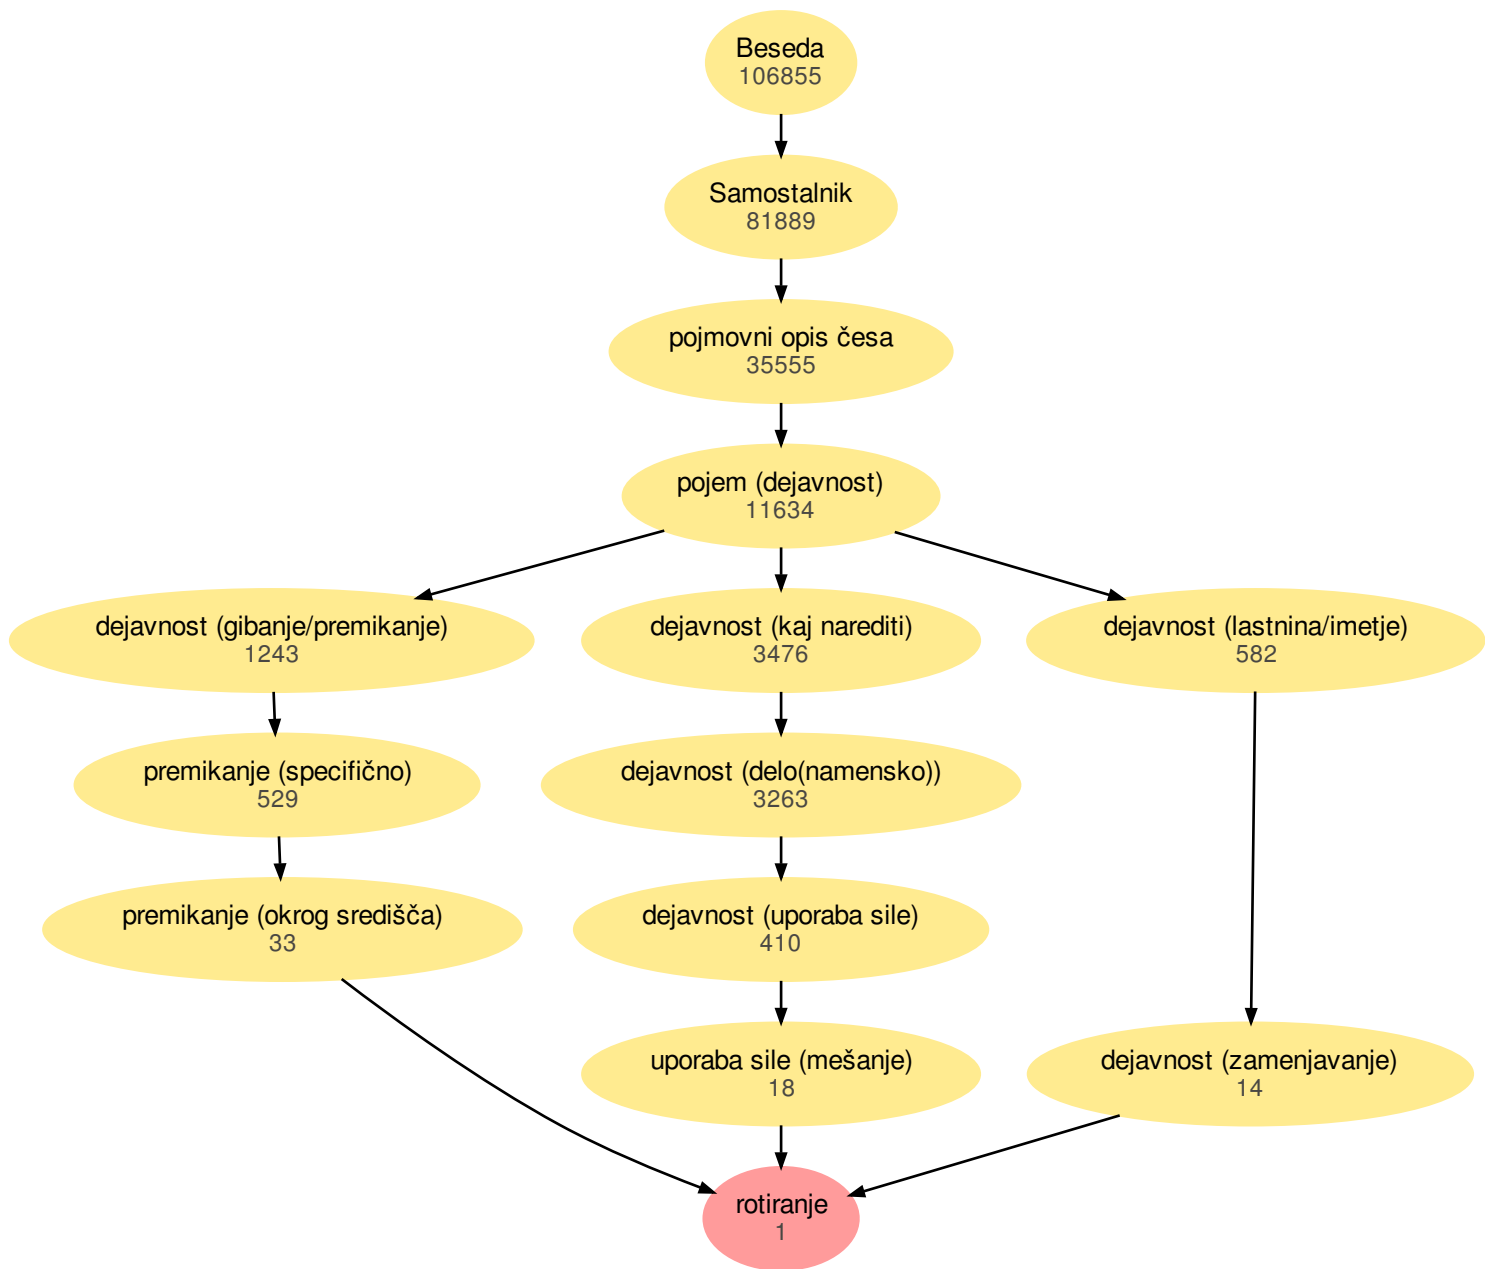 Beseda
106855
Samostalnik
81889
pojmovni opis česa
35555
pojem (dejavnost)
11634
dejavnost (gibanje/premikanje)
1243
dejavnost (kaj narediti)
3476
dejavnost (lastnina/imetje)
582
premikanje (specifično)
529
dejavnost (delo(namensko))
3263
premikanje (okrog središča)
33
dejavnost (uporaba sile)
410
uporaba sile (mešanje)
18
dejavnost (zamenjavanje)
14
rotiranje
1